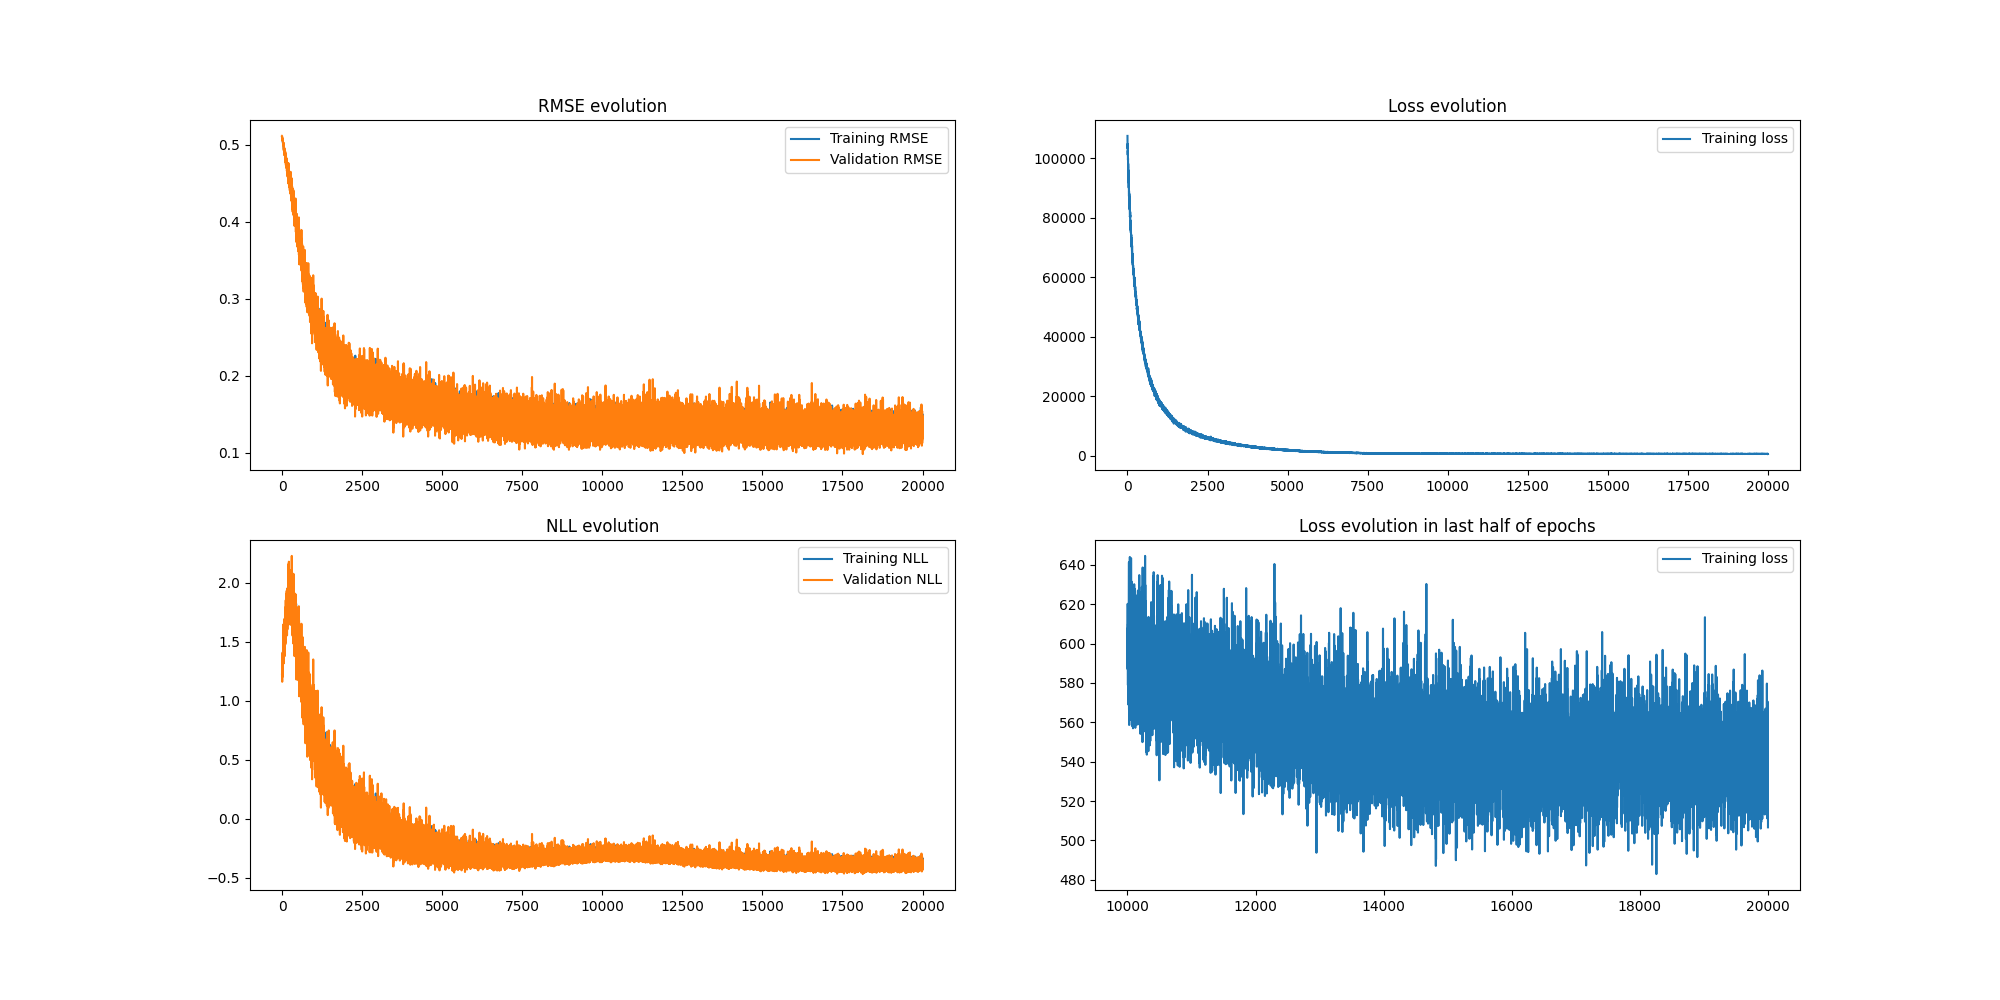 RMSE evolution
Training RMSE
Validation RMSE
0.5
0.4
0.3
0.2
0.1
0 2500 5000 7500 10000 12500 15000 17500 20000
Loss evolution
Training loss
100000
80000
60000
40000
20000
0
0 2500 5000 7500 10000 12500 15000 17500 20000
NLL evolution
Training NLL
Validation NLL
2.0
1.5
1.0
0.5
0.0
−0.5
0 2500 5000 7500 10000 12500 15000 17500 20000
Loss evolution in last half of epochs
Training loss
640
620
600
580
560
540
520
500
480
10000 12000 14000 16000 18000 20000